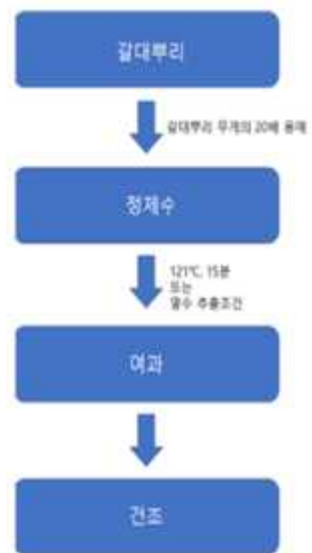 갈대뿌리
갈대뿌리 무게의 20배 용매
정제수
121℃, 15분
또는
열수 추출조건
여과
건조